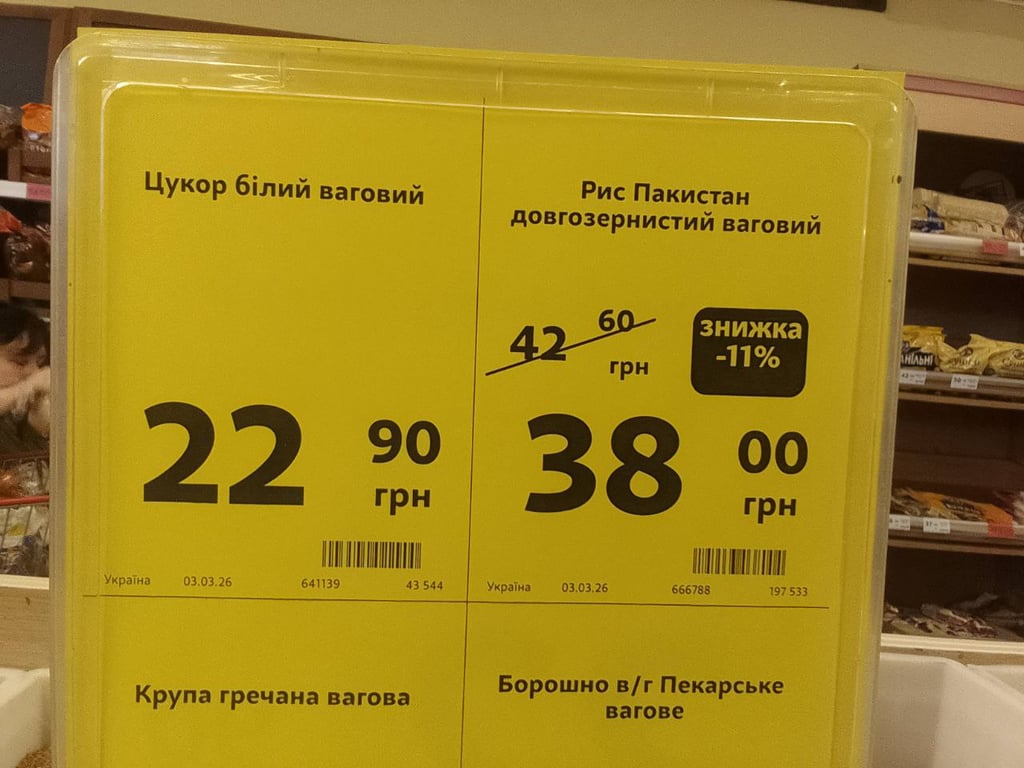 Цукор білий ваговий
22 90
грн
Україна 03.03.26 641139 43 544
Рис Пакистан
довгозернистий ваговий
42 60
грн
знижка
-11%
38 00
грн
Україна 03.03.26 666788 197 533
Крупа гречана вагова
Борошно в/г Пекарське
вагове